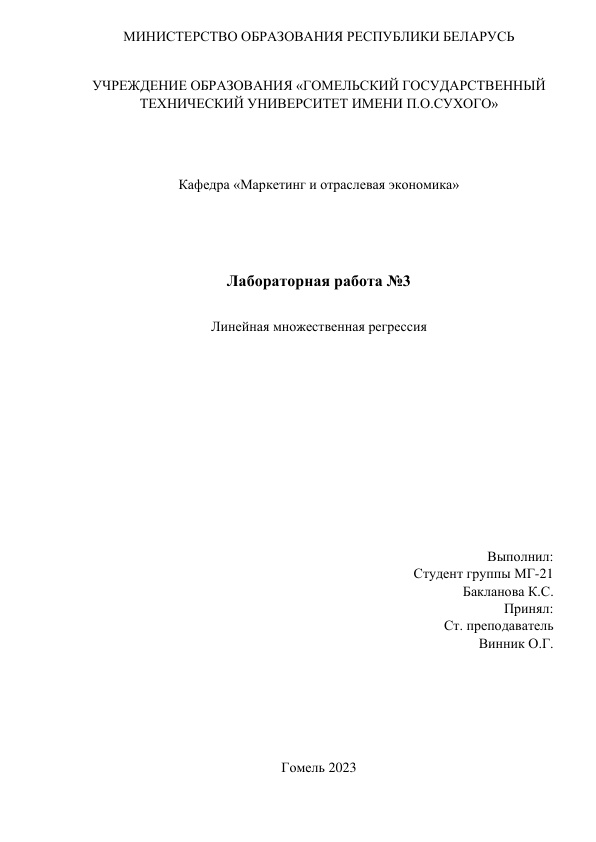 МИНИСТЕРСТВО ОБРАЗОВАНИЯ РЕСПУБЛИКИ БЕЛАРУСЬ
УЧРЕЖДЕНИЕ ОБРАЗОВАНИЯ «ГОМЕЛЬСКИЙ ГОСУДАРСТВЕННЫЙ
ТЕХНИЧЕСКИЙ УНИВЕРСИТЕТ ИМЕНИ П.О.СУХОГО»
Кафедра «Маркетинг и отраслевая экономика»
Лабораторная работа №3
Линейная множественная регрессия
Выполнил:
Студент группы МГ-21
Бакланова К.С.
Принял:
Ст. преподаватель
Винник О.Г.
Гомель 2023